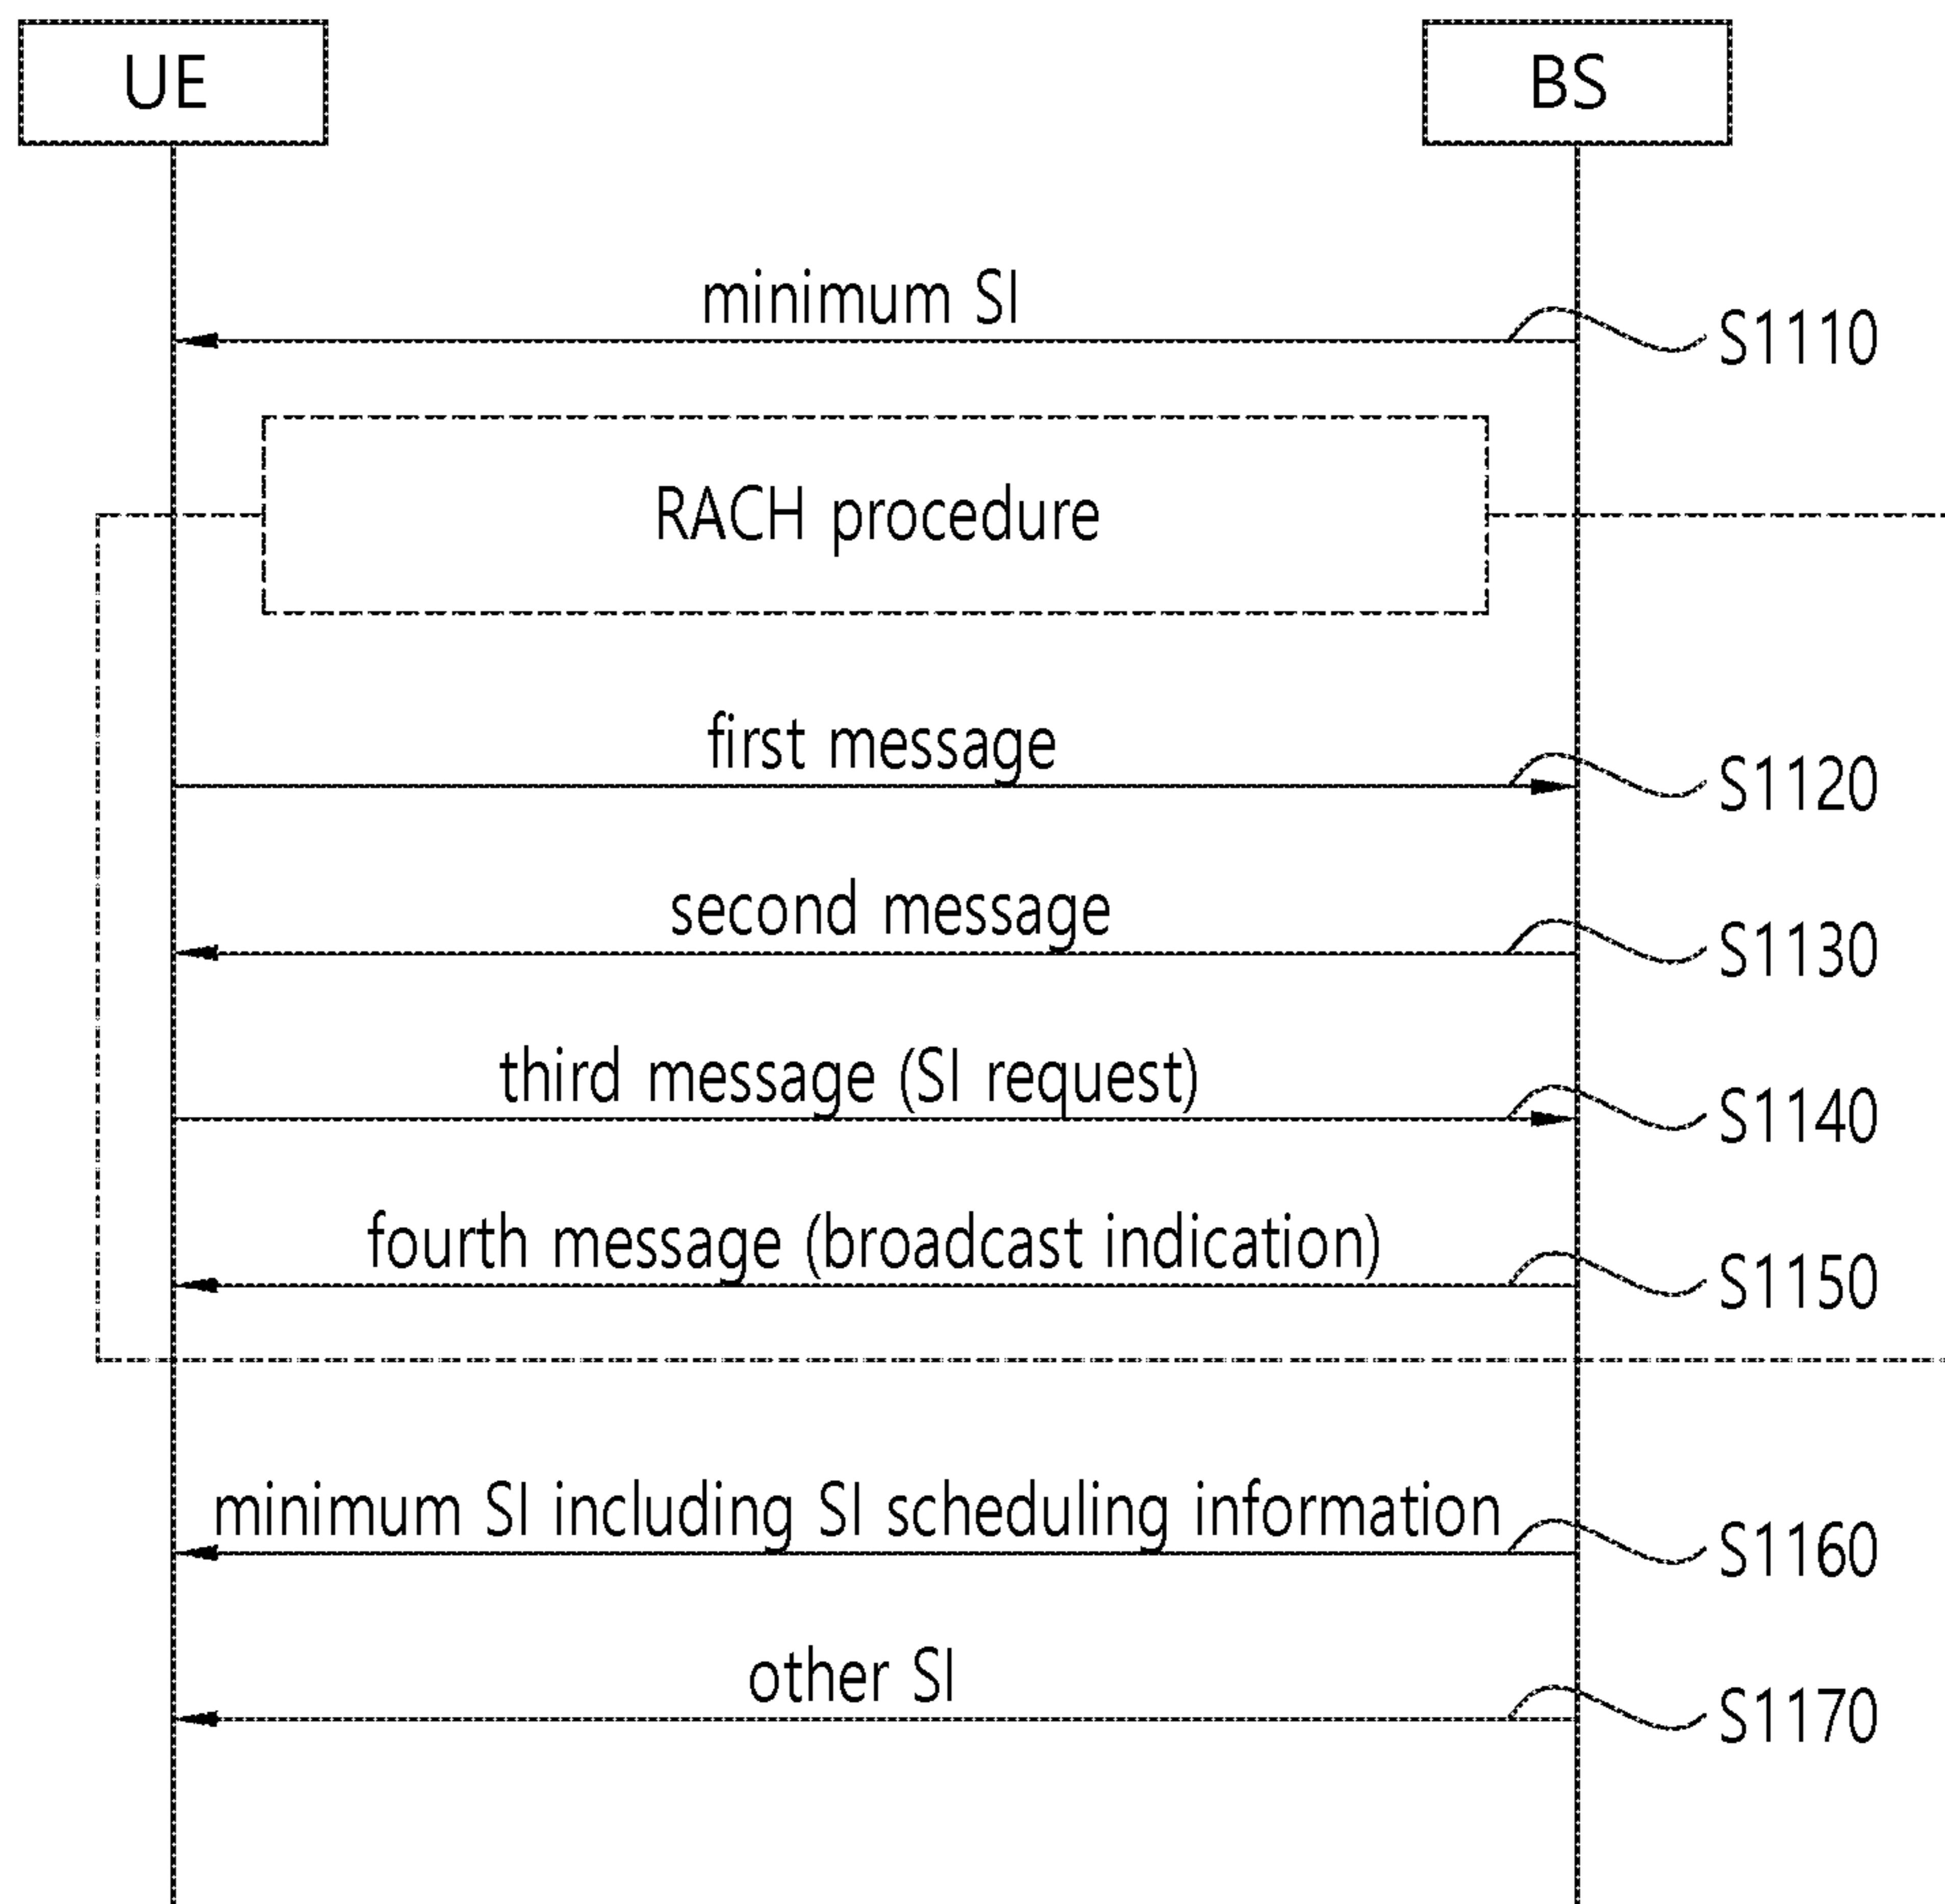 UE
BS
minimum SI
S1110
RACH procedure
first message
S1120
second message
S1130
third message (SI request)
S1140
fourth message (broadcast indication)
S1150
minimum SI including SI scheduling information
S1160
other SI
S1170